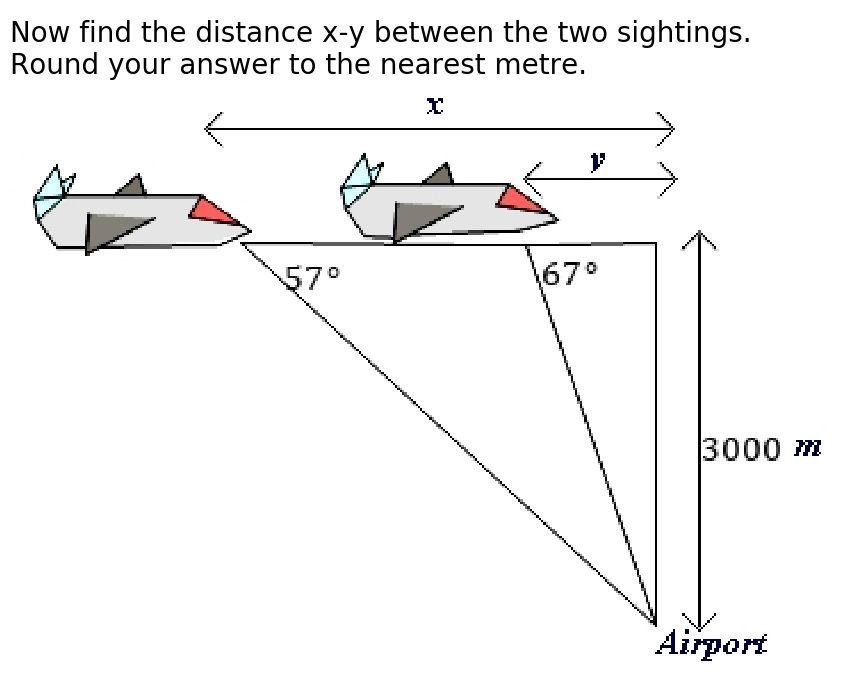 Now find the distance x-y between the two sightings.
Round your answer to the nearest metre.
x
y
57°
67°
3000 m
Airport